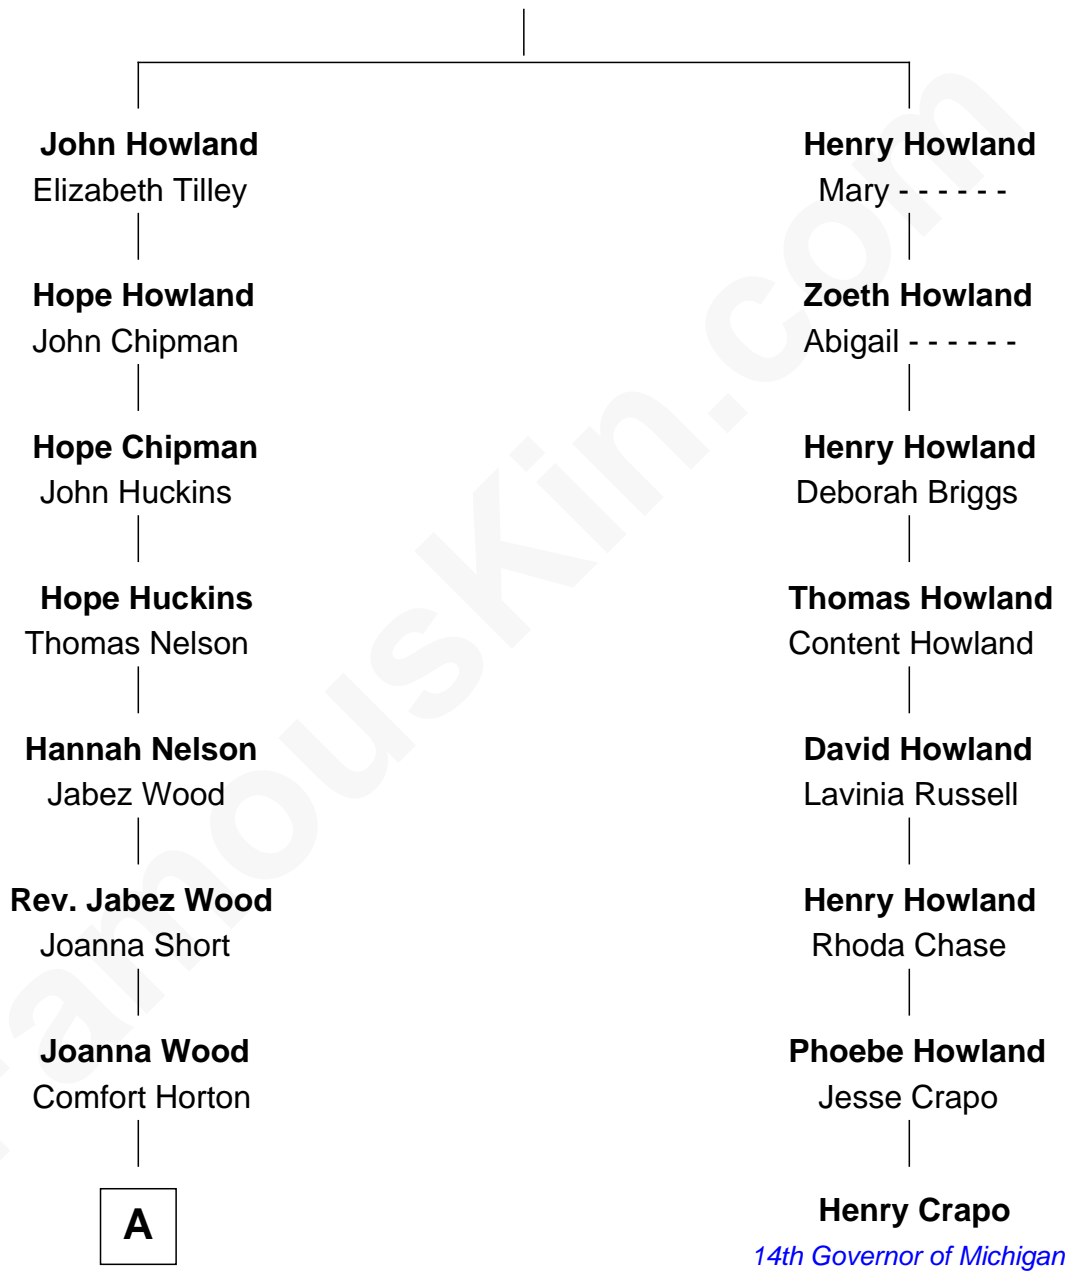 John Howland
Elizabeth Tilley
Henry Howland
Mary - - - - - -
Hope Howland
John Chipman
Zoeth Howland
Abigail - - - - - -
Hope Chipman
John Huckins
Henry Howland
Deborah Briggs
Hope Huckins
Thomas Nelson
Thomas Howland
Content Howland
Hannah Nelson
Jabez Wood
David Howland
Lavinia Russell
Rev. Jabez Wood
Joanna Short
Henry Howland
Rhoda Chase
Joanna Wood
Comfort Horton
Phoebe Howland
Jesse Crapo
A
Henry Crapo
14th Governor of Michigan
FamousKin.com